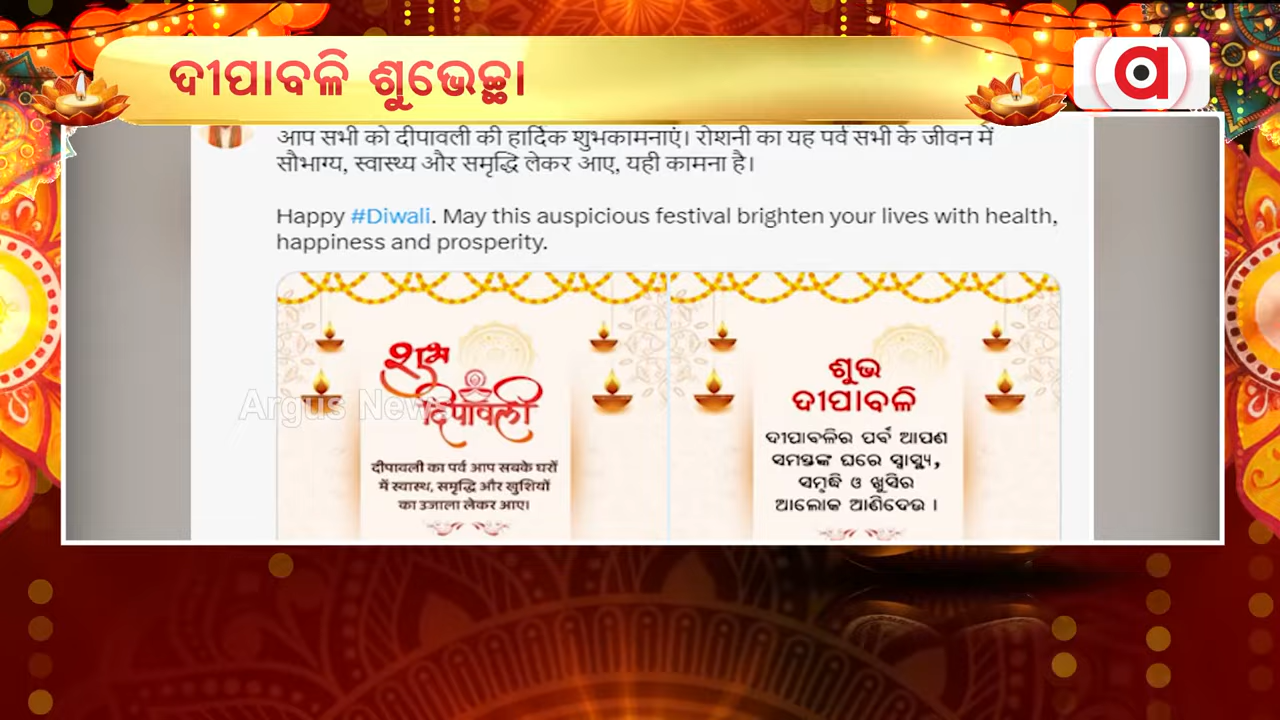 ଦୀପାବଳି ଶୁଭେଚ୍ଛା
a
आप सभी को दीपावली की हार्दिक शुभकामनाएं। रोशनी का यह पर्व सभी के जीवन में
सौभाग्य, स्वास्थ्य और समृद्धि लेकर आए, यही कामना है।
Happy #Diwali. May this auspicious festival brighten your lives with health,
happiness and prosperity.
शुभ
दिपावली
दीपावली का पर्व आप सबके घरों
में स्वास्थ, समृद्धि और खुशियों
का उजाला लेकर आए।
Argus News
ଶୁଭ
ଦୀପାବଳି
ଦୀପାବଳିର ପର୍ବ ଆପଣ
ସମସ୍ତଙ୍କ ଘରେ ସ୍ୱାସ୍ଥ୍ୟ,
ସମୃଦ୍ଧି ଓ ଖୁସିର
ଆଲୋକ ଆଣିଦେଉ ।